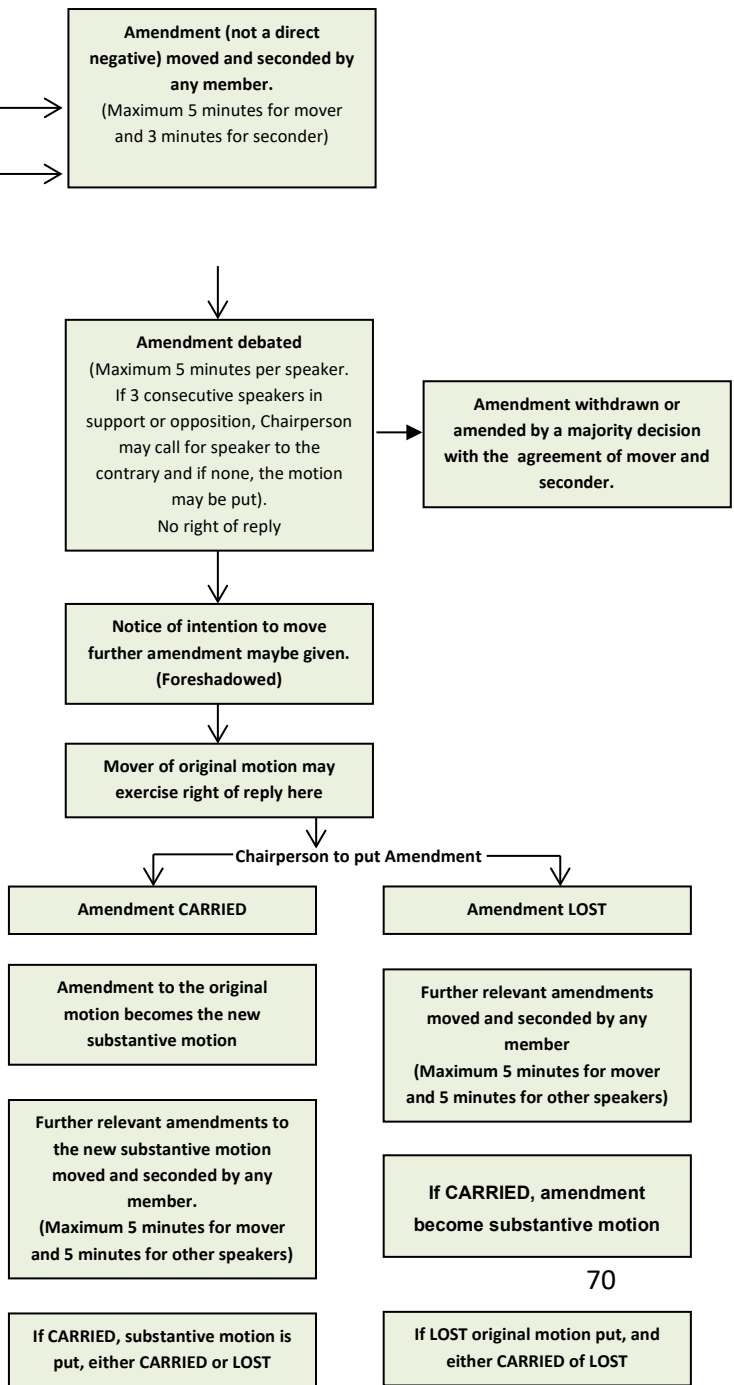 Amendment (not a direct
negative) moved and seconded by
any member.
(Maximum 5 minutes for mover
and 3 minutes for seconder)
Amendment debated
(Maximum 5 minutes per speaker.
If 3 consecutive speakers in
support or opposition, Chairperson
may call for speaker to the
contrary and if none, the motion
may be put).
No right of reply
Amendment withdrawn or
amended by a majority decision
with the agreement of mover and
seconder.
Notice of intention to move
further amendment maybe given.
(Foreshadowed)
Mover of original motion may
exercise right of reply here
Chairperson to put Amendment
Amendment CARRIED
Amendment to the original
motion becomes the new
substantive motion
Further relevant amendments to
the new substantive motion
moved and seconded by any
member.
(Maximum 5 minutes for mover
and 5 minutes for other speakers)
If CARRIED, substantive motion is
put, either CARRIED or LOST
Amendment LOST
Further relevant amendments
moved and seconded by any
member
(Maximum 5 minutes for mover
and 5 minutes for other speakers)
If CARRIED, amendment
become substantive motion
70
If LOST original motion put, and
either CARRIED of LOST